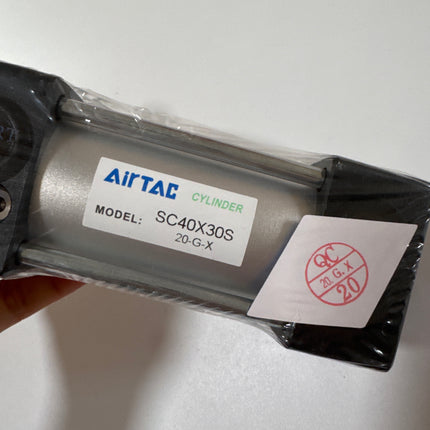 AirTAC CYLINDER
MODEL: SC40X30S
20-G-X
QC
20. G. X
20